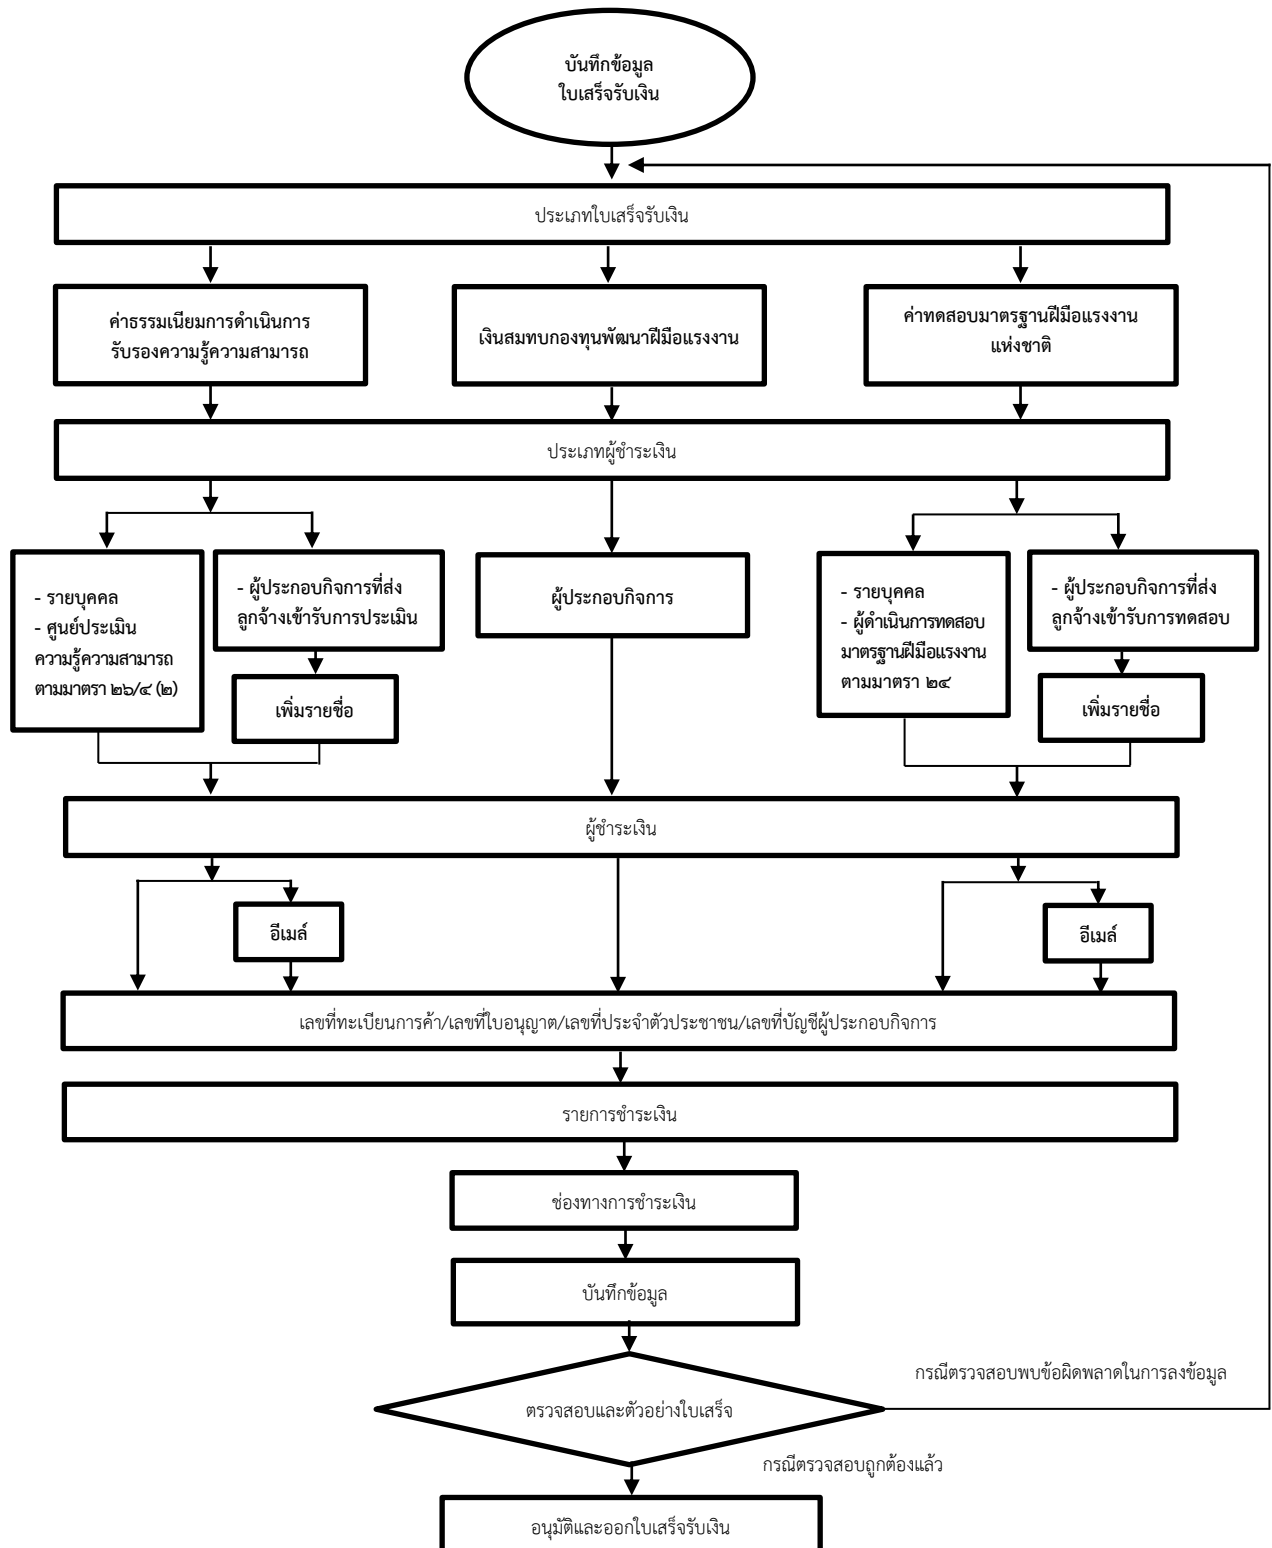 บันทึกข้อมูล
ใบเสร็จรับเงิน
ประเภทใบเสร็จรับเงิน
ค่าธรรมเนียมการดำเนินการ
รับรองความรู้ความสามารถ
เงินสมทบกองทุนพัฒนาฝีมือแรงงาน
ค่าทดสอบมาตรฐานฝีมือแรงงาน
แห่งชาติ
ประเภทผู้ชำระเงิน
- รายบุคคล
- ศูนย์ประเมิน
ความรู้ความสามารถ
ตามมาตรา ๒๖/๔ (๒)
- ผู้ประกอบกิจการที่ส่ง
ลูกจ้างเข้ารับการประเมิน
เพิ่มรายชื่อ
ผู้ประกอบกิจการ
- รายบุคคล
- ผู้ดำเนินการทดสอบ
มาตรฐานฝีมือแรงงาน
ตามมาตรา ๒๔
- ผู้ประกอบกิจการที่ส่ง
ลูกจ้างเข้ารับการทดสอบ
เพิ่มรายชื่อ
ผู้ชำระเงิน
อีเมล์
อีเมล์
เลขที่ทะเบียนการค้า/เลขที่ใบอนุญาต/เลขที่ประจำตัวประชาชน/เลขที่บัญชีผู้ประกอบกิจการ
รายการชำระเงิน
ช่องทางการชำระเงิน
บันทึกข้อมูล
กรณีตรวจสอบพบข้อผิดพลาดในการลงข้อมูล
ตรวจสอบและตัวอย่างใบเสร็จ
กรณีตรวจสอบถูกต้องแล้ว
อนุมัติและออกใบเสร็จรับเงิน